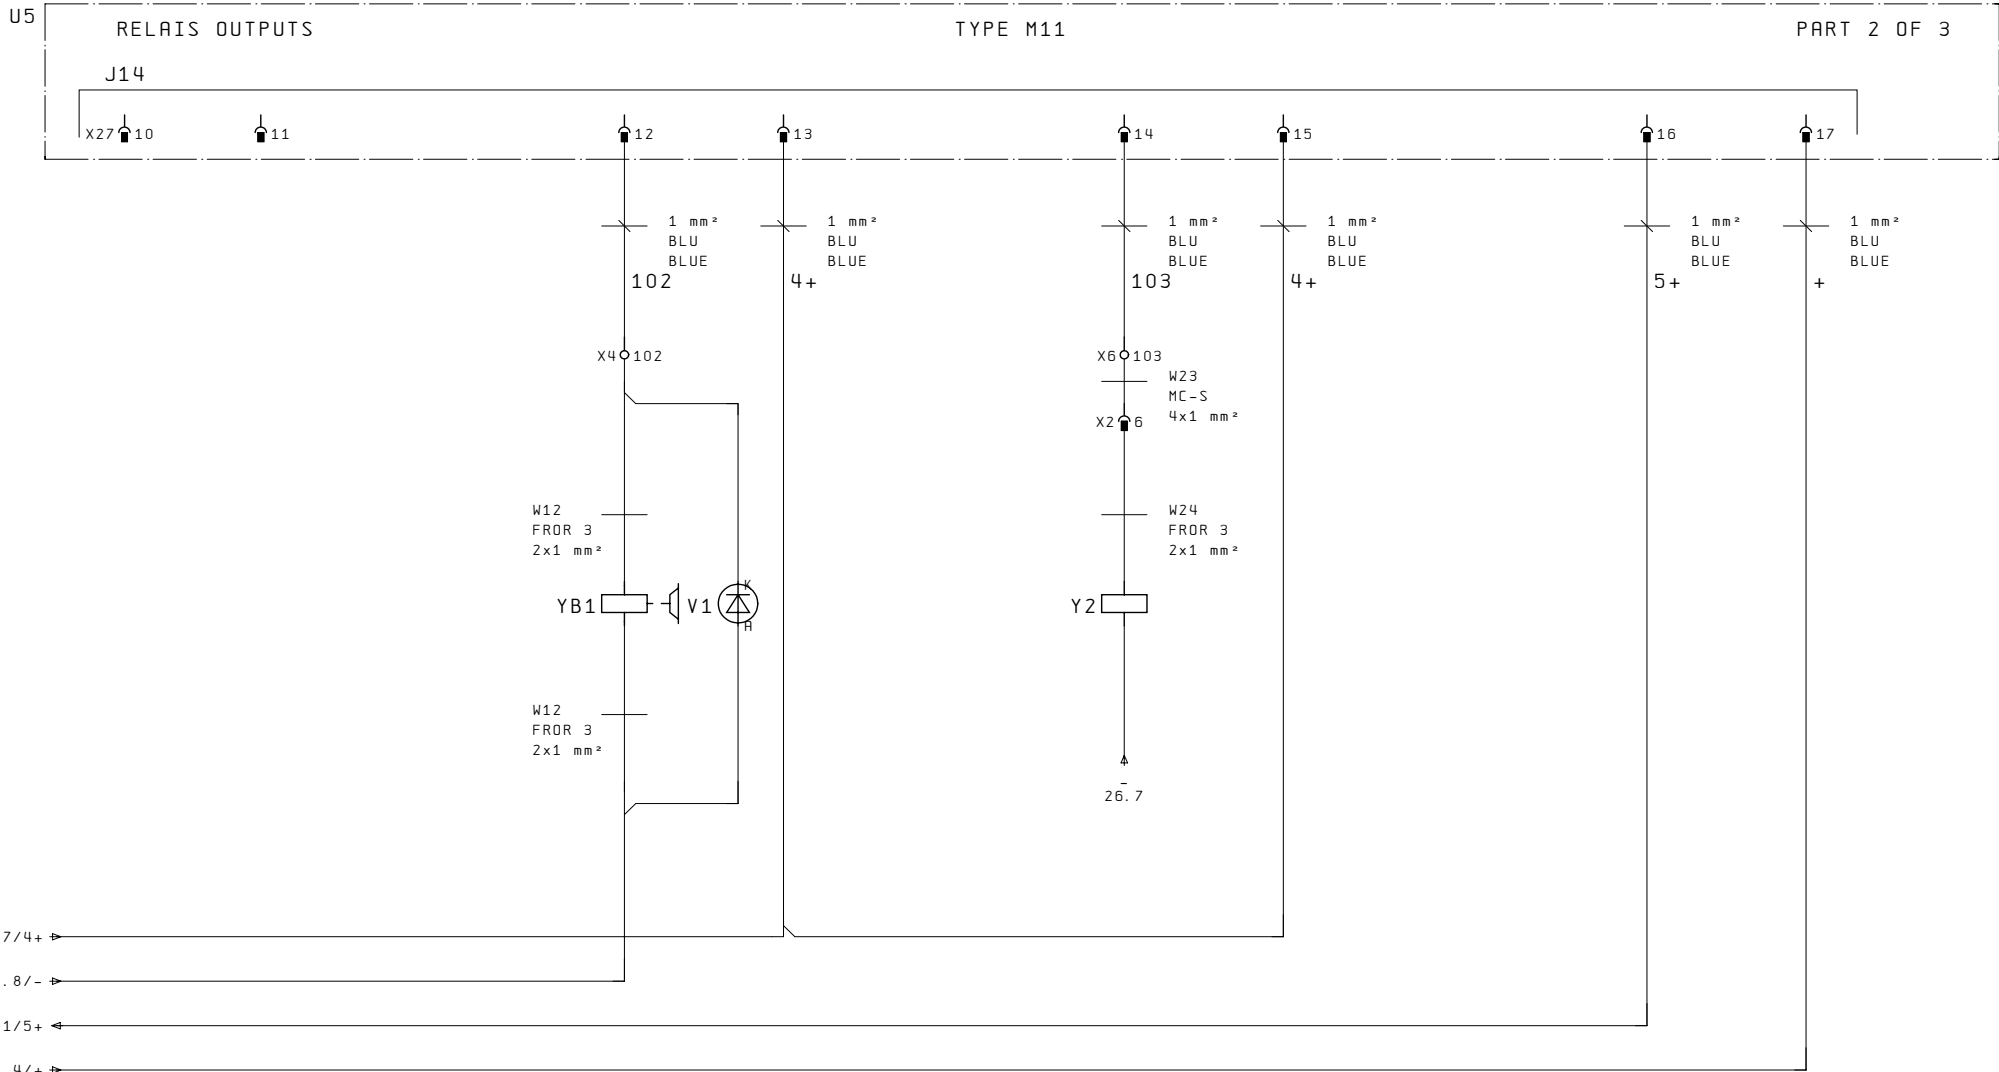 U5
RELAIS OUTPUTS TYPE M11 PART 2 OF 3
J14
X27 10 11 12 13 14 15 16 17
1 mm² 1 mm² 1 mm² 1 mm² 1 mm² 1 mm²
BLU BLU BLU BLU BLU BLU
BLUE BLUE BLUE BLUE BLUE BLUE
102 4+ 103 4+ 5+ +
X4 102 X6 103
W23
MC-S
4x1 mm²
X2 6
W12 W24
FROR 3 FROR 3
2x1 mm² 2x1 mm²
K
YB1 V1 Y2
A
W12
FROR 3
2x1 mm²
-
26.7
7/4+
.8/-
1/5+
4/+